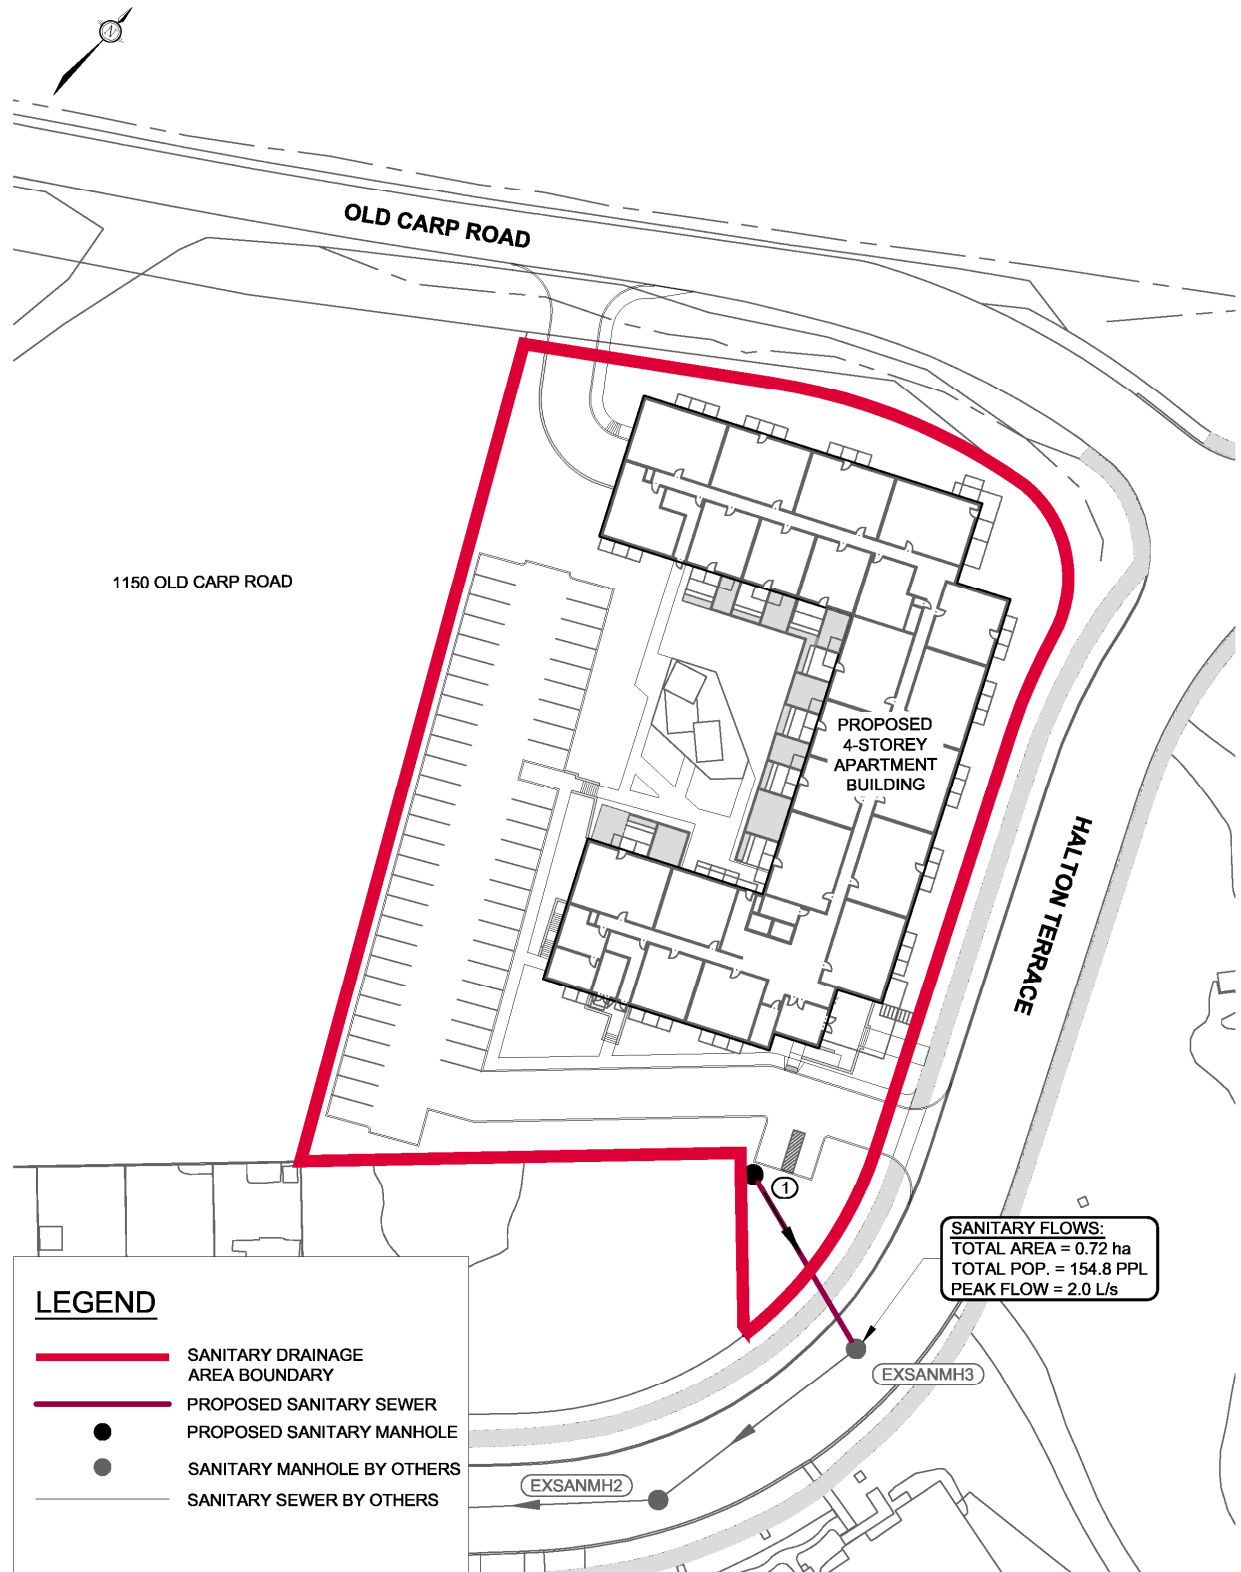 N
OLD CARP ROAD
1150 OLD CARP ROAD
PROPOSED
4-STOREY
APARTMENT
BUILDING
HALTON TERRACE
1
SANITARY FLOWS:
TOTAL AREA = 0.72 ha
TOTAL POP. = 154.8 PPL
PEAK FLOW = 2.0 L/s
EXSANMH3
EXSANMH2
LEGEND
SANITARY DRAINAGE
AREA BOUNDARY
PROPOSED SANITARY SEWER
PROPOSED SANITARY MANHOLE
SANITARY MANHOLE BY OTHERS
SANITARY SEWER BY OTHERS